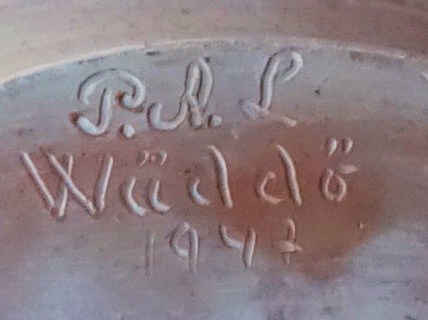 P. A. L
Wäddö
1947